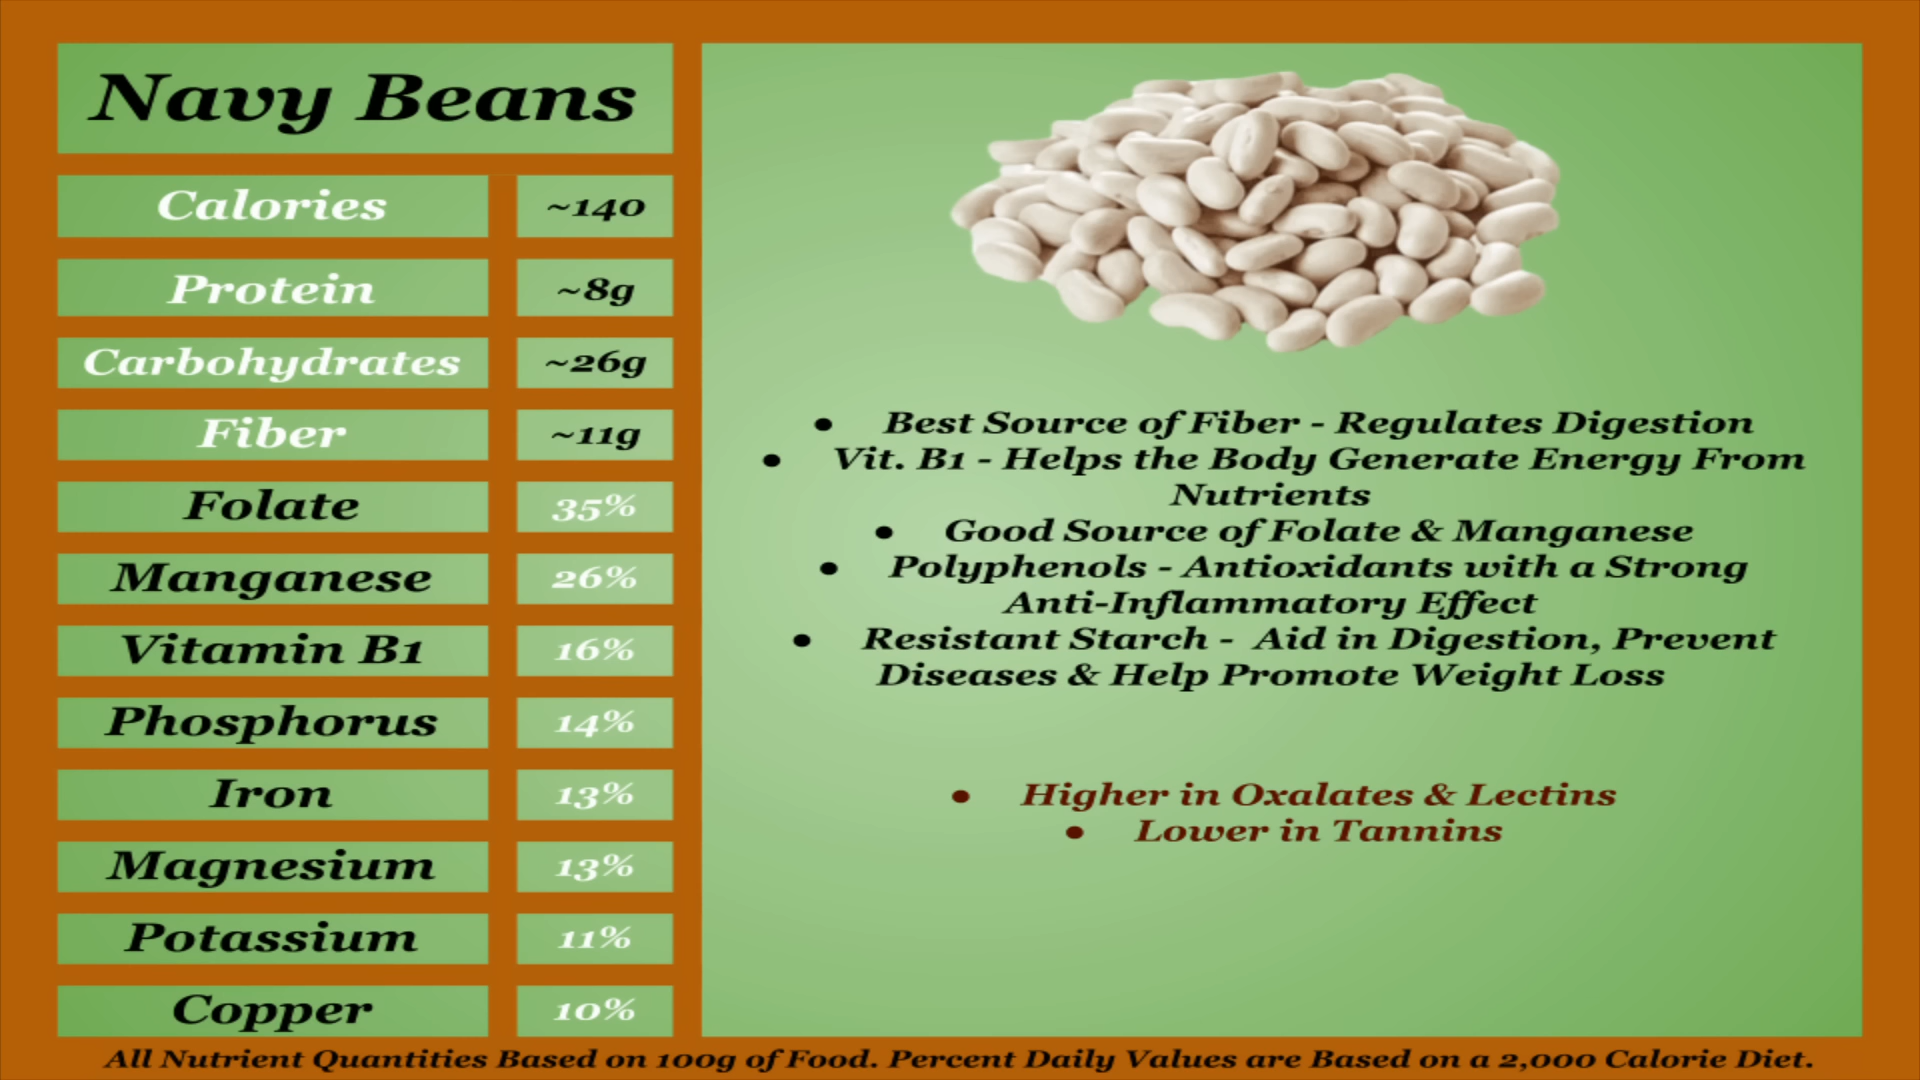 Navy Beans
Calories ~140
Protein ~8g
Carbohydrates ~26g
Fiber ~11g
Folate 35%
Manganese 26%
Vitamin B1 16%
Phosphorus 14%
Iron 13%
Magnesium 13%
Potassium 11%
Copper 10%
● Best Source of Fiber - Regulates Digestion
● Vit. B1 - Helps the Body Generate Energy From
Nutrients
● Good Source of Folate & Manganese
● Polyphenols - Antioxidants with a Strong
Anti-Inflammatory Effect
● Resistant Starch - Aid in Digestion, Prevent
Diseases & Help Promote Weight Loss
● Higher in Oxalates & Lectins
● Lower in Tannins
All Nutrient Quantities Based on 100g of Food. Percent Daily Values are Based on a 2,000 Calorie Diet.